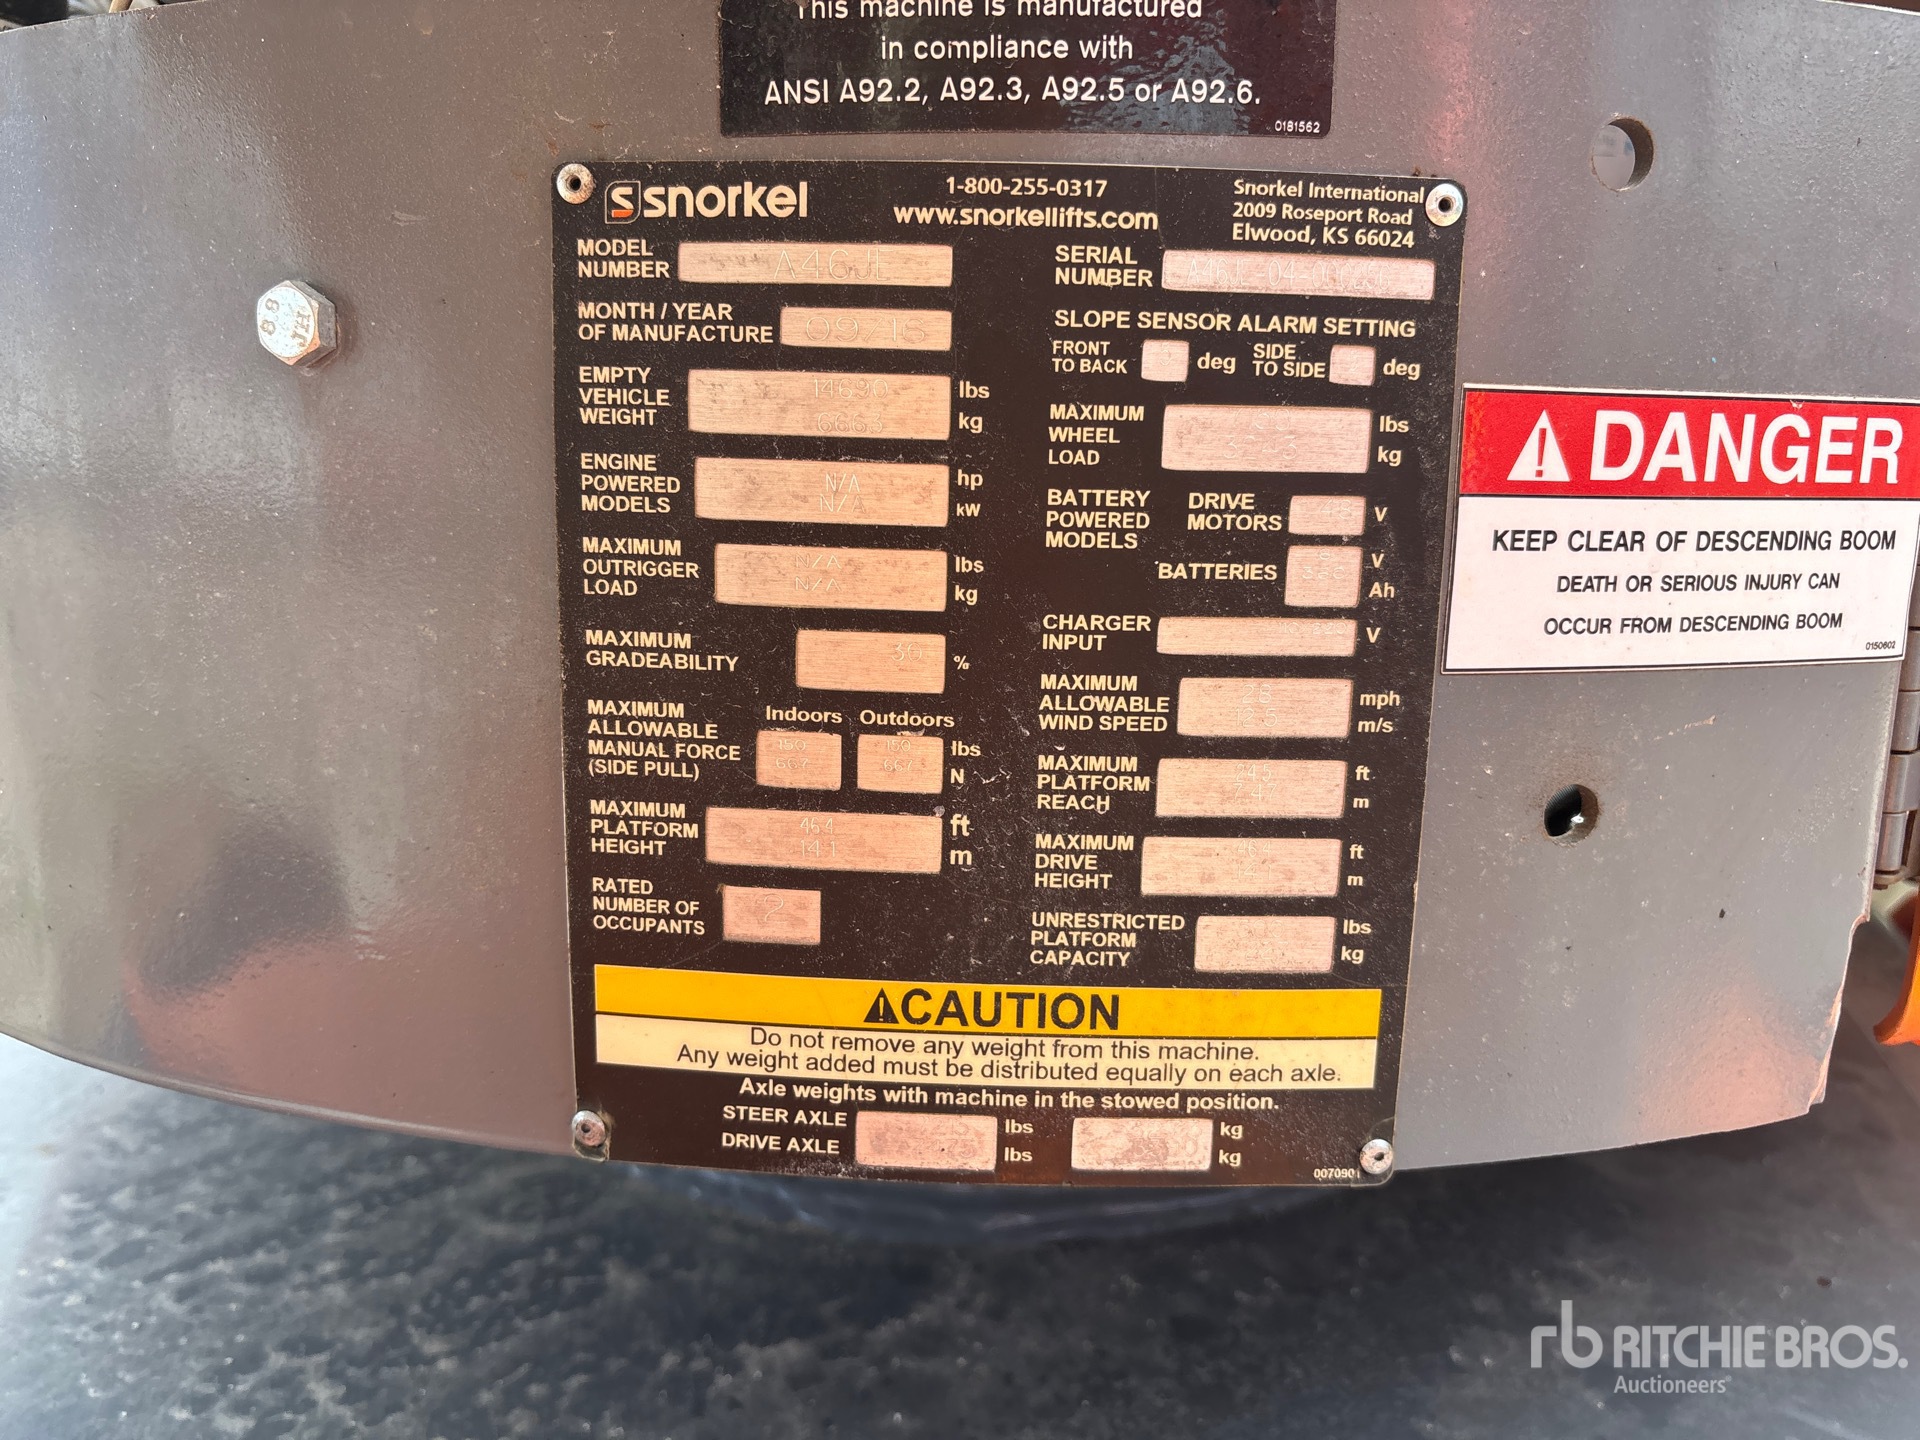 This machine is manufactured
in compliance with
ANSI A92.2, A92.3, A92.5 or A92.6.
0181562
S snorkel
1-800-255-0317
www.snorkellifts.com
Snorkel International
2009 Roseport Road
Elwood, KS 66024
MODEL
NUMBER
A46JE
MONTH / YEAR
OF MANUFACTURE
09/15
EMPTY
VEHICLE
WEIGHT
14690 lbs
6663 kg
ENGINE
POWERED
MODELS
N/A hp
N/A kW
MAXIMUM
OUTRIGGER
LOAD
N/A lbs
N/A kg
MAXIMUM
GRADEABILITY
30 %
MAXIMUM
ALLOWABLE
MANUAL FORCE
(SIDE PULL)
Indoors Outdoors
150 150 lbs
667 667 N
MAXIMUM
PLATFORM
HEIGHT
46.4 ft
14.1 m
RATED
NUMBER OF
OCCUPANTS
2
SERIAL
NUMBER
SLOPE SENSOR ALARM SETTING
FRONT
TO BACK
deg
SIDE
TO SIDE
deg
MAXIMUM
WHEEL
LOAD
lbs
kg
BATTERY
POWERED
MODELS
DRIVE
MOTORS
V
BATTERIES
V
Ah
CHARGER
INPUT
V
MAXIMUM
ALLOWABLE
WIND SPEED
28 mph
12.5 m/s
MAXIMUM
PLATFORM
REACH
24.5 ft
7.47 m
MAXIMUM
DRIVE
HEIGHT
46.4 ft
14.1 m
UNRESTRICTED
PLATFORM
CAPACITY
lbs
kg
CAUTION
Do not remove any weight from this machine.
Any weight added must be distributed equally on each axle.
Axle weights with machine in the stowed position.
STEER AXLE lbs kg
DRIVE AXLE lbs kg
0070901
DANGER
KEEP CLEAR OF DESCENDING BOOM
DEATH OR SERIOUS INJURY CAN
OCCUR FROM DESCENDING BOOM
0150602
8.8
JH
rb RITCHIE BROS.
Auctioneers